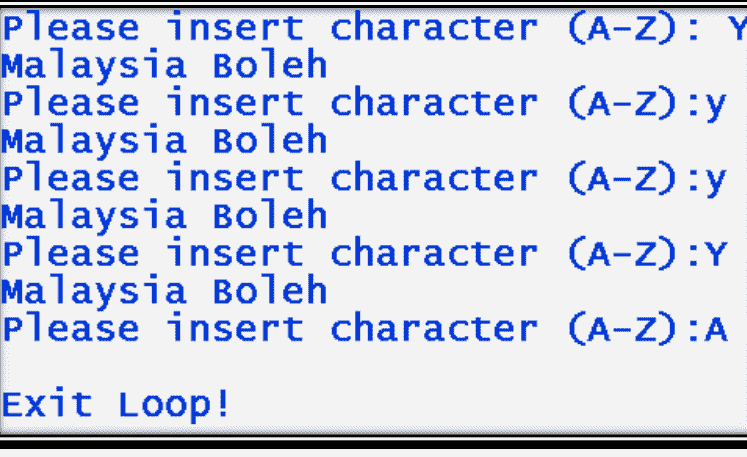 Please insert character (A-Z): Y
Malaysia Boleh
Please insert character (A-Z):y
Malaysia Boleh
Please insert character (A-Z):y
Malaysia Boleh
Please insert character (A-Z):Y
Malaysia Boleh
Please insert character (A-Z):A
Exit Loop!